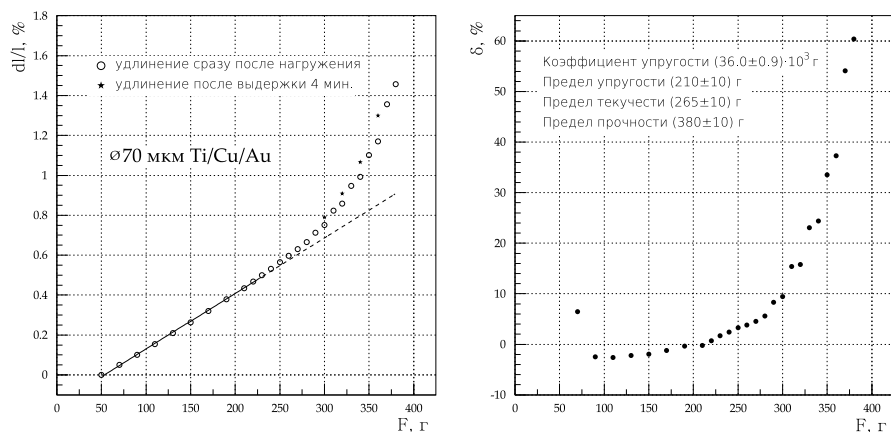 dl/l, %
1.8
1.6
1.4
1.2
1
0.8
0.6
0.4
0.2
0
удлинение сразу после нагружения
удлинение после выдержки 4 мин.
⌀70 мкм Ti/Cu/Au
0 50 100 150 200 250 300 350 400
F, г
δ, %
60
50
40
30
20
10
0
-10
Коэффициент упругости (36.0±0.9)·10³ г
Предел упругости (210±10) г
Предел текучести (265±10) г
Предел прочности (380±10) г
0 50 100 150 200 250 300 350 400
F, г